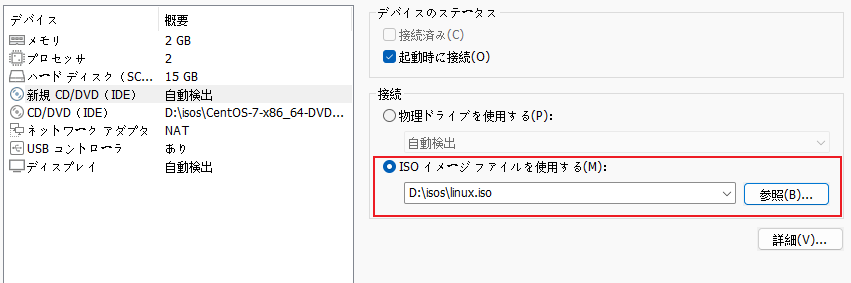 デバイス 概要
メモリ 2 GB
プロセッサ 2
ハード ディスク（SC... 15 GB
新規 CD/DVD（IDE） 自動検出
CD/DVD（IDE） D:\isos\CentOS-7-x86_64-DVD...
ネットワーク アダプタ NAT
USB コントローラ あり
ディスプレイ 自動検出
デバイスのステータス
接続済み(C)
起動時に接続(O)
接続
物理ドライブを使用する(P):
自動検出
ISO イメージ ファイルを使用する(M):
D:\isos\linux.iso 参照(B)...
詳細(V)...